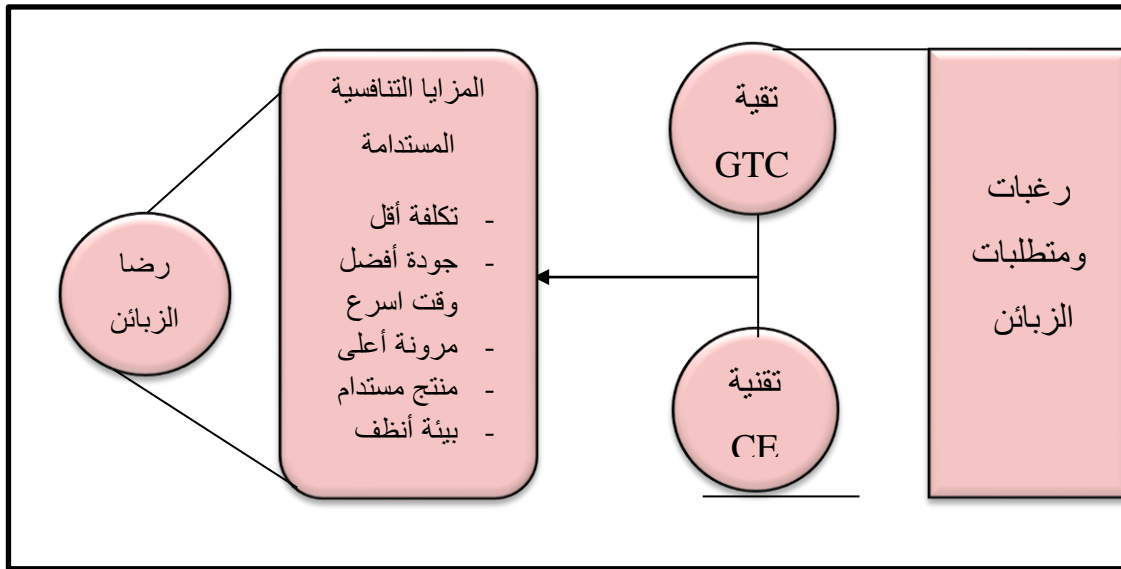 رغبات
ومتطلبات
الزبائن
تقية
GTC
تقنية
CE
المزايا التنافسية
المستدامة
- تكلفة أقل
- جودة أفضل
وقت اسرع
- مرونة أعلى
- منتج مستدام
- بيئة أنظف
رضا
الزبائن